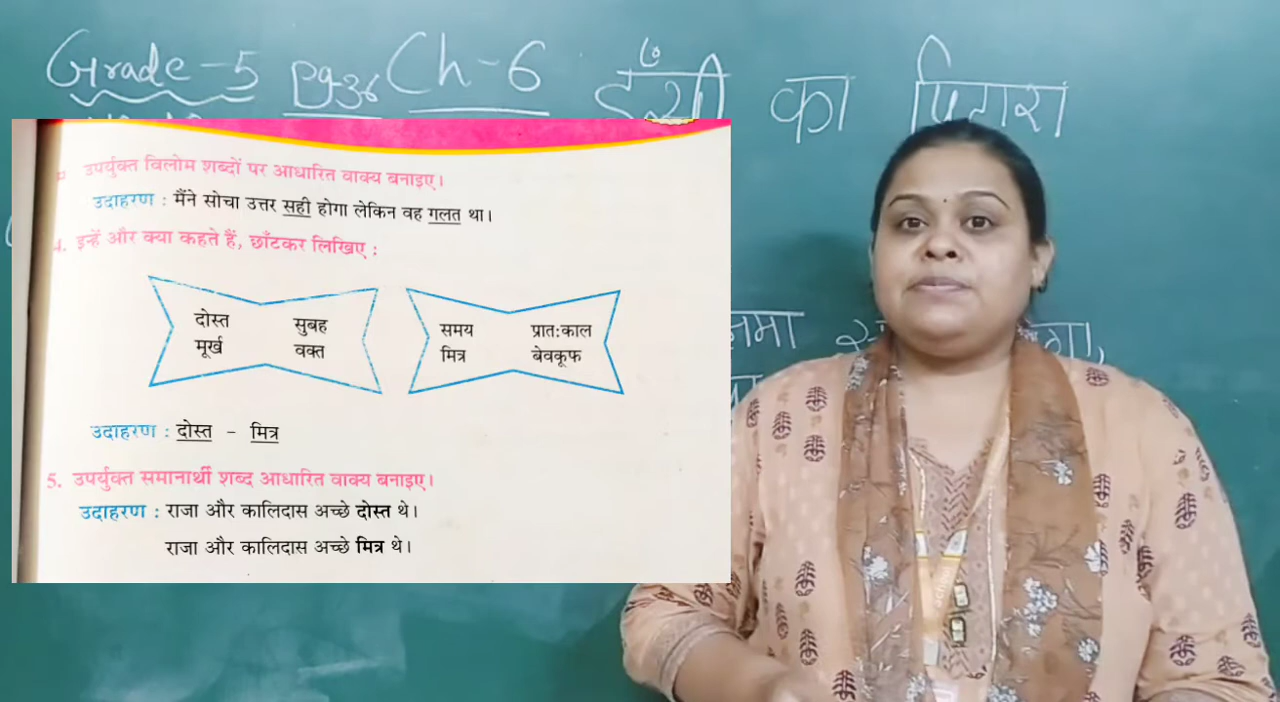 Grade-5 Pg36 Ch-6 हँसी का पिटारा
उपर्युक्त विलोम शब्दों पर आधारित वाक्य बनाइए।
उदाहरण : मैंने सोचा उत्तर सही होगा लेकिन वह गलत था।
4. इन्हें और क्या कहते हैं, छाँटकर लिखिए :
दोस्त सुबह
मूर्ख वक्त
समय प्रात:काल
मित्र बेवकूफ
उदाहरण : दोस्त - मित्र
5. उपर्युक्त समानार्थी शब्द आधारित वाक्य बनाइए।
उदाहरण : राजा और कालिदास अच्छे दोस्त थे।
राजा और कालिदास अच्छे मित्र थे।